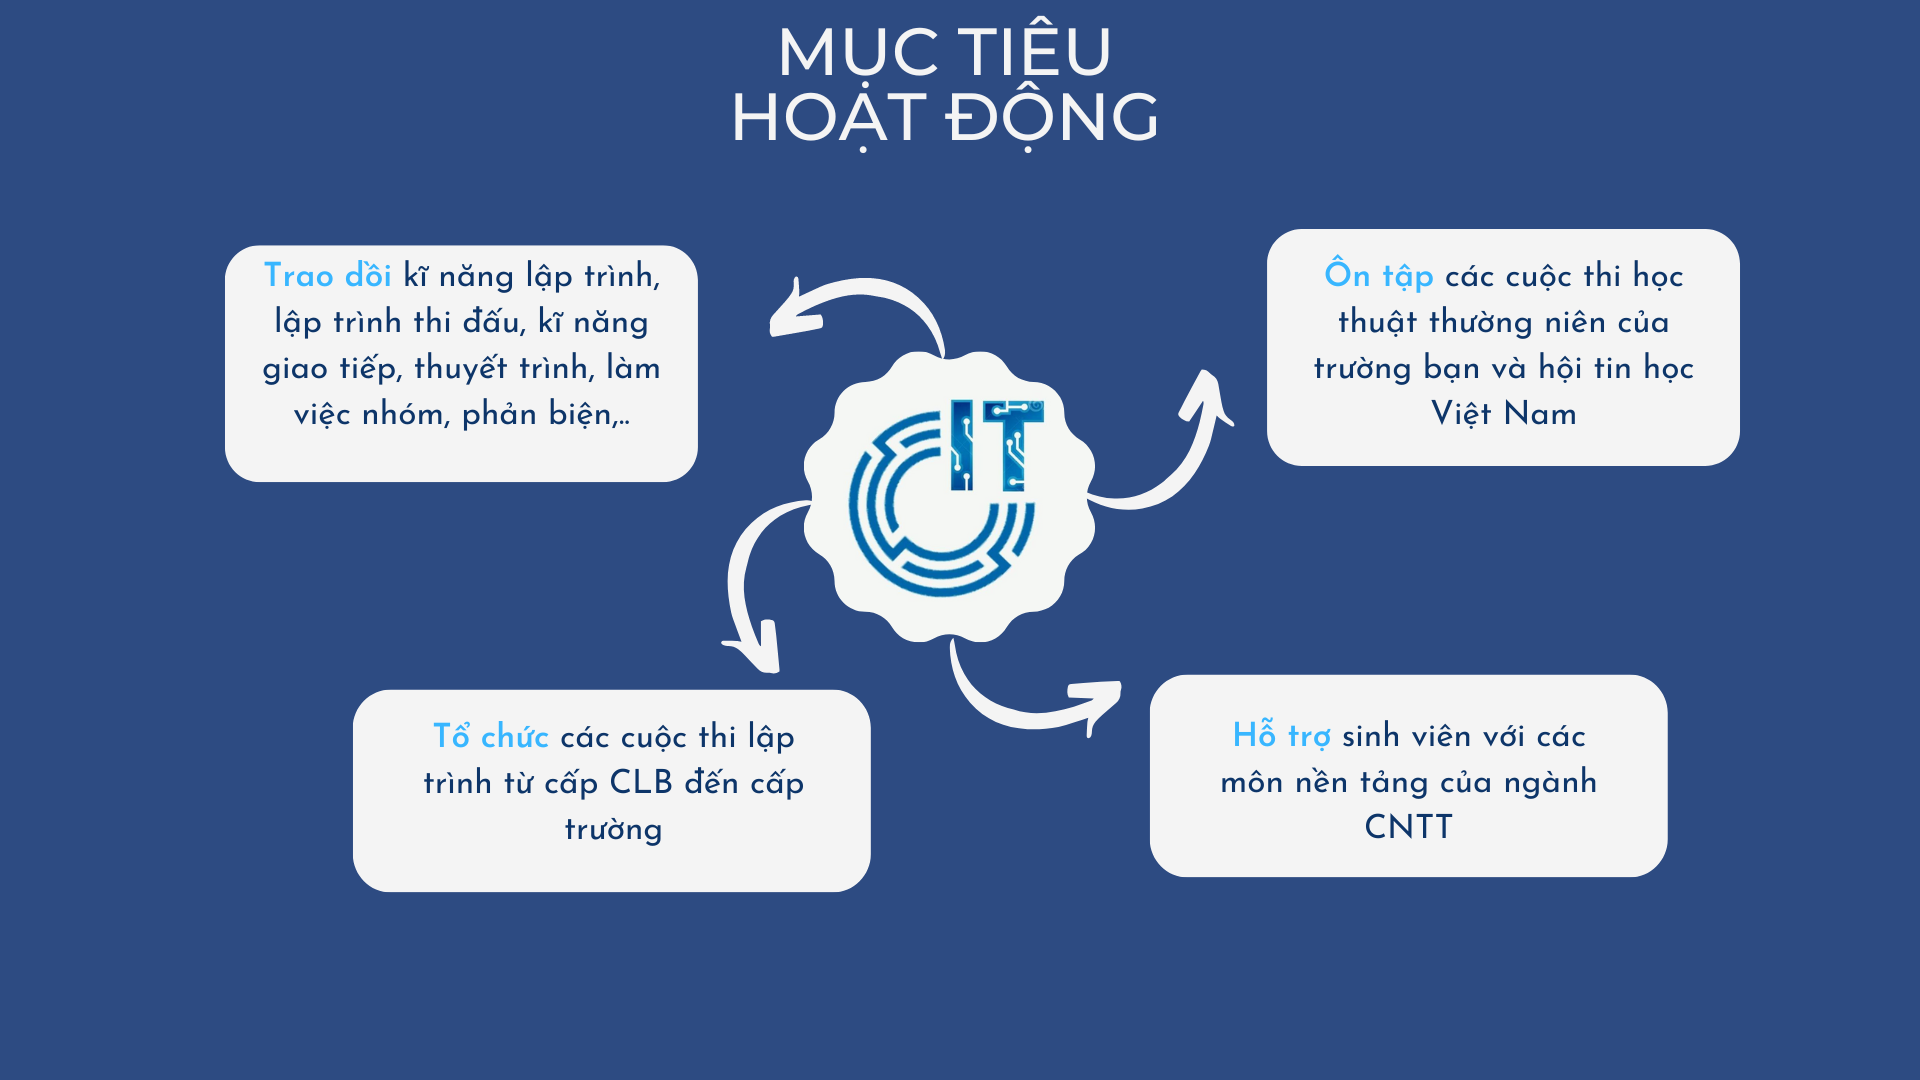 MỤC TIÊU
HOẠT ĐỘNG
Trao dồi kĩ năng lập trình,
lập trình thi đấu, kĩ năng
giao tiếp, thuyết trình, làm
việc nhóm, phản biện,..
Ôn tập các cuộc thi học
thuật thường niên của
trường bạn và hội tin học
Việt Nam
IT
Tổ chức các cuộc thi lập
trình từ cấp CLB đến cấp
trường
Hỗ trợ sinh viên với các
môn nền tảng của ngành
CNTT